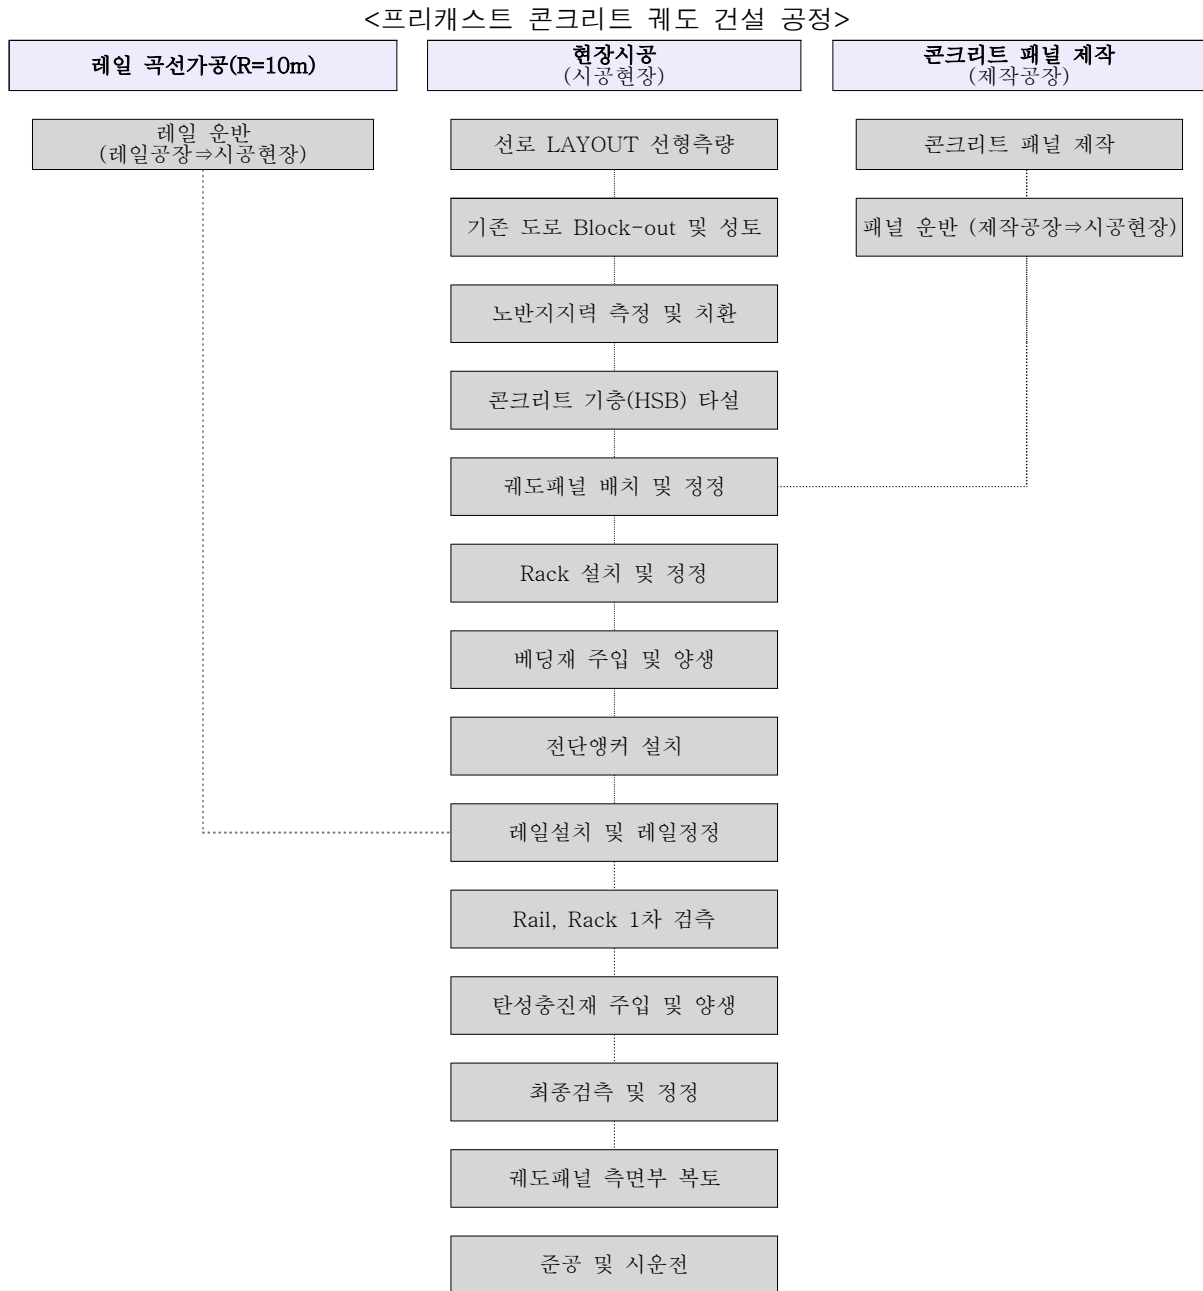 <프리캐스트 콘크리트 궤도 건설 공정>
레일 곡선가공(R=10m)
현장시공
(시공현장)
콘크리트 패널 제작
(제작공장)
레일 운반
(레일공장⇒시공현장)
선로 LAYOUT 선형측량
콘크리트 패널 제작
기존 도로 Block-out 및 성토
패널 운반 (제작공장⇒시공현장)
노반지지력 측정 및 치환
콘크리트 기층(HSB) 타설
궤도패널 배치 및 정정
Rack 설치 및 정정
베딩재 주입 및 양생
전단앵커 설치
레일설치 및 레일정정
Rail, Rack 1차 검측
탄성충진재 주입 및 양생
최종검측 및 정정
궤도패널 측면부 복토
준공 및 시운전